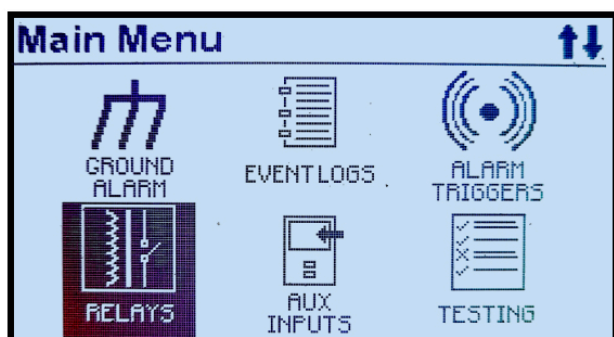 Main Menu
GROUND
ALARM
EVENT LOGS
ALARM
TRIGGERS
RELAYS
AUX
INPUTS
TESTING